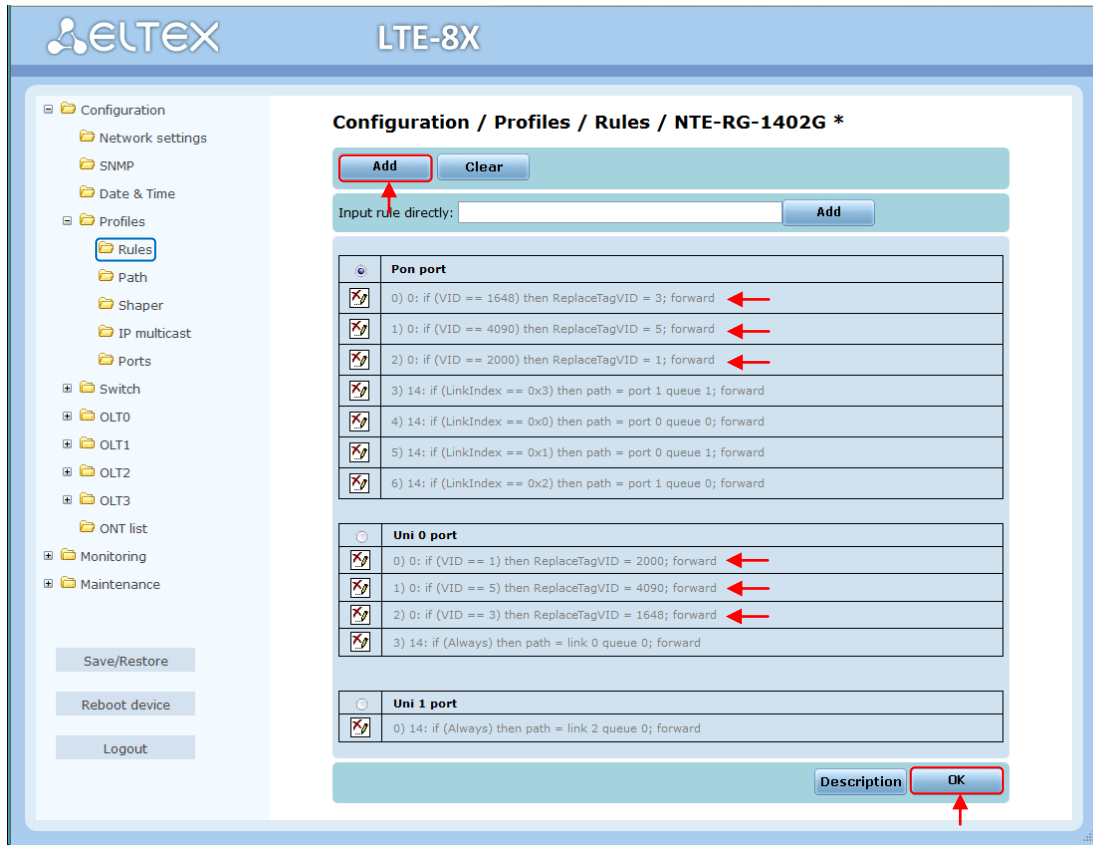 ELTEX
LTE-8X
Configuration
Network settings
SNMP
Date & Time
Profiles
Rules
Path
Shaper
IP multicast
Ports
Switch
OLT0
OLT1
OLT2
OLT3
ONT list
Monitoring
Maintenance
Save/Restore
Reboot device
Logout
Configuration / Profiles / Rules / NTE-RG-1402G *
Add Clear
Input rule directly: Add
Pon port
0) 0: if (VID == 1648) then ReplaceTagVID = 3; forward
1) 0: if (VID == 4090) then ReplaceTagVID = 5; forward
2) 0: if (VID == 2000) then ReplaceTagVID = 1; forward
3) 14: if (LinkIndex == 0x3) then path = port 1 queue 1; forward
4) 14: if (LinkIndex == 0x0) then path = port 0 queue 0; forward
5) 14: if (LinkIndex == 0x1) then path = port 0 queue 1; forward
6) 14: if (LinkIndex == 0x2) then path = port 1 queue 0; forward
Uni 0 port
0) 0: if (VID == 1) then ReplaceTagVID = 2000; forward
1) 0: if (VID == 5) then ReplaceTagVID = 4090; forward
2) 0: if (VID == 3) then ReplaceTagVID = 1648; forward
3) 14: if (Always) then path = link 0 queue 0; forward
Uni 1 port
0) 14: if (Always) then path = link 2 queue 0; forward
Description OK